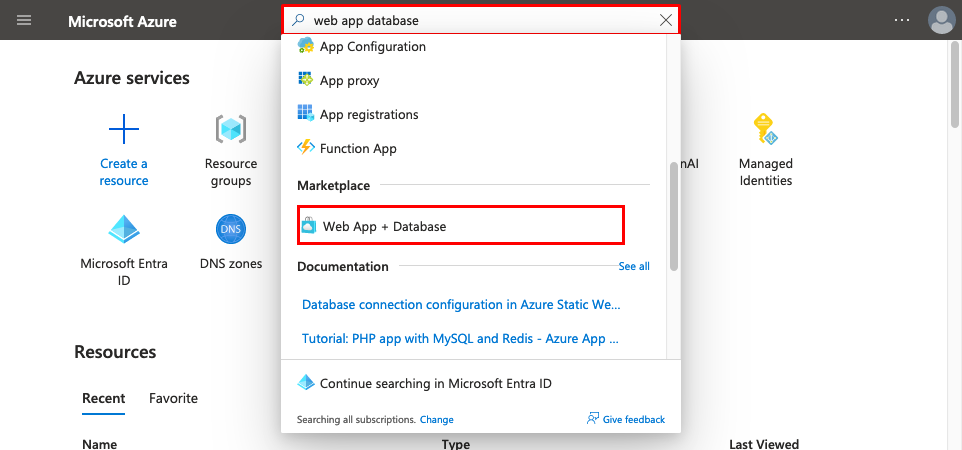 Microsoft Azure
web app database
Azure services
Create a
resource
Resource
groups
Microsoft Entra
ID
DNS
DNS zones
App Configuration
App proxy
App registrations
Function App
Marketplace
Web App + Database
Documentation
See all
Database connection configuration in Azure Static We...
Tutorial: PHP app with MySQL and Redis - Azure App ...
Continue searching in Microsoft Entra ID
Searching all subscriptions. Change
Give feedback
nAI
Managed
Identities
Resources
Recent
Favorite
Name
Type
Last Viewed